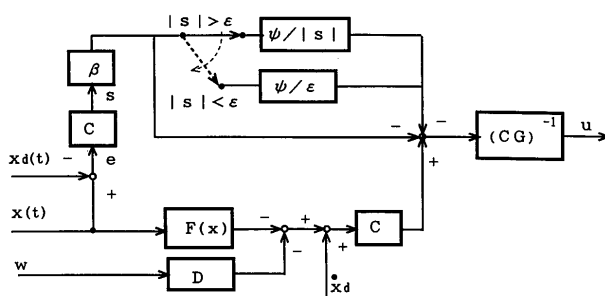 |s|>ε
ψ/|s|
β
ψ/ε
|s|<ε
s
C
− − (CG)⁻¹ u
xd(t) − e
+ +
x(t) F(x) − + C
− +
w D
ẋd